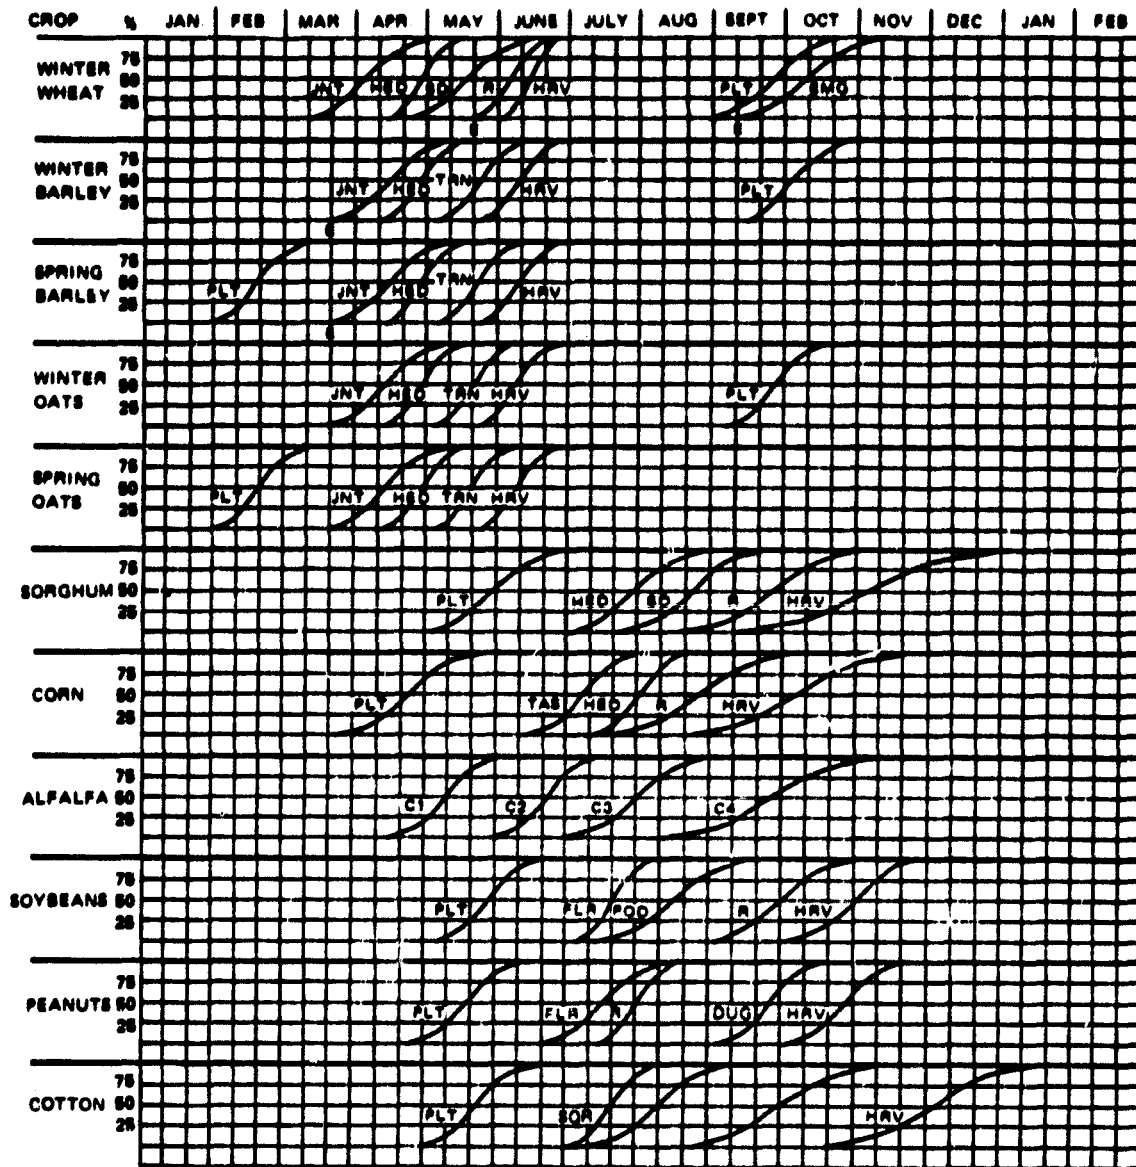 CROP % JAN FEB MAR APR MAY JUNE JULY AUG SEPT OCT NOV DEC JAN FEB
WINTER WHEAT 75 50 25 JNT HED SD R HRV PLT EMG
WINTER BARLEY 75 50 25 JNT HED TRN HRV PLT
SPRING BARLEY 75 50 25 PLT JNT HED TRN HRV
WINTER OATS 75 50 25 JNT HED TRN HRV PLT
SPRING OATS 75 50 25 PLT JNT HED TRN HRV
SORGHUM 75 50 25 PLT HED SD R HRV
CORN 75 50 25 PLT TAS HED R HRV
ALFALFA 75 50 25 C1 C2 C3 C4
SOYBEANS 75 50 25 PLT FLR POD R HRV
PEANUTS 75 50 25 PLT FLR DUG HRV
COTTON 75 50 25 PLT SQR HRV